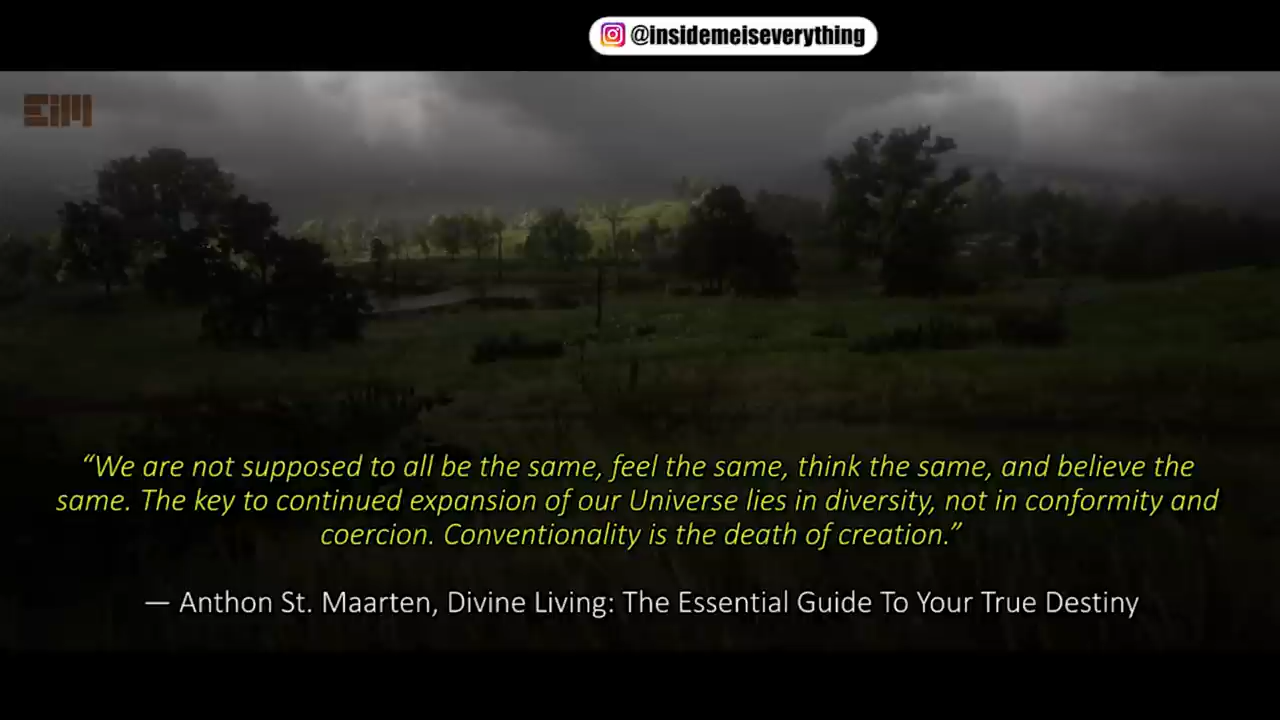 @insidemeiseverything
EiM
“We are not supposed to all be the same, feel the same, think the same, and believe the
same. The key to continued expansion of our Universe lies in diversity, not in conformity and
coercion. Conventionality is the death of creation.”
— Anthon St. Maarten, Divine Living: The Essential Guide To Your True Destiny